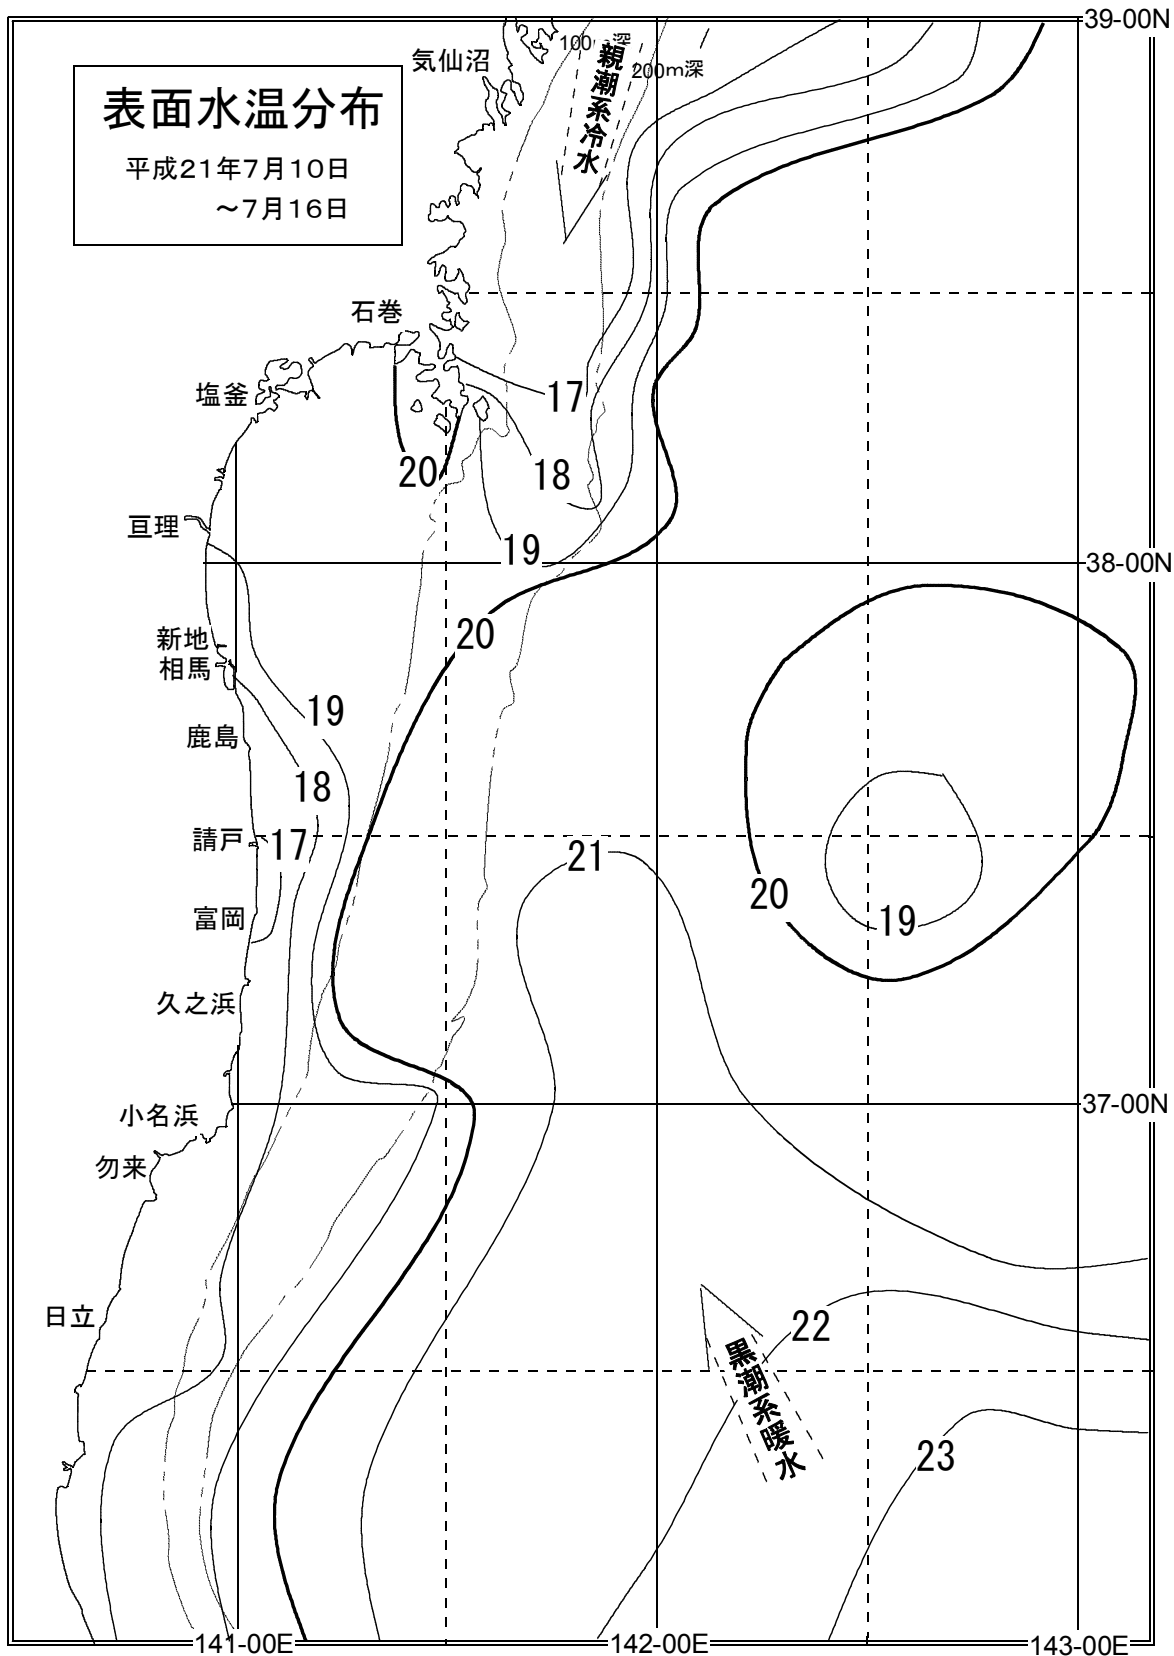 39-00N
気仙沼
100m深
200m深
親潮系冷水
表面水温分布
平成21年7月10日
～7月16日
石巻
塩釜
17
20
18
亘理
19
38-00N
新地
相馬
20
19
鹿島
18
請戸
17
21
20
19
富岡
久之浜
37-00N
小名浜
勿来
日立
22
黒潮系暖水
23
141-00E
142-00E
143-00E